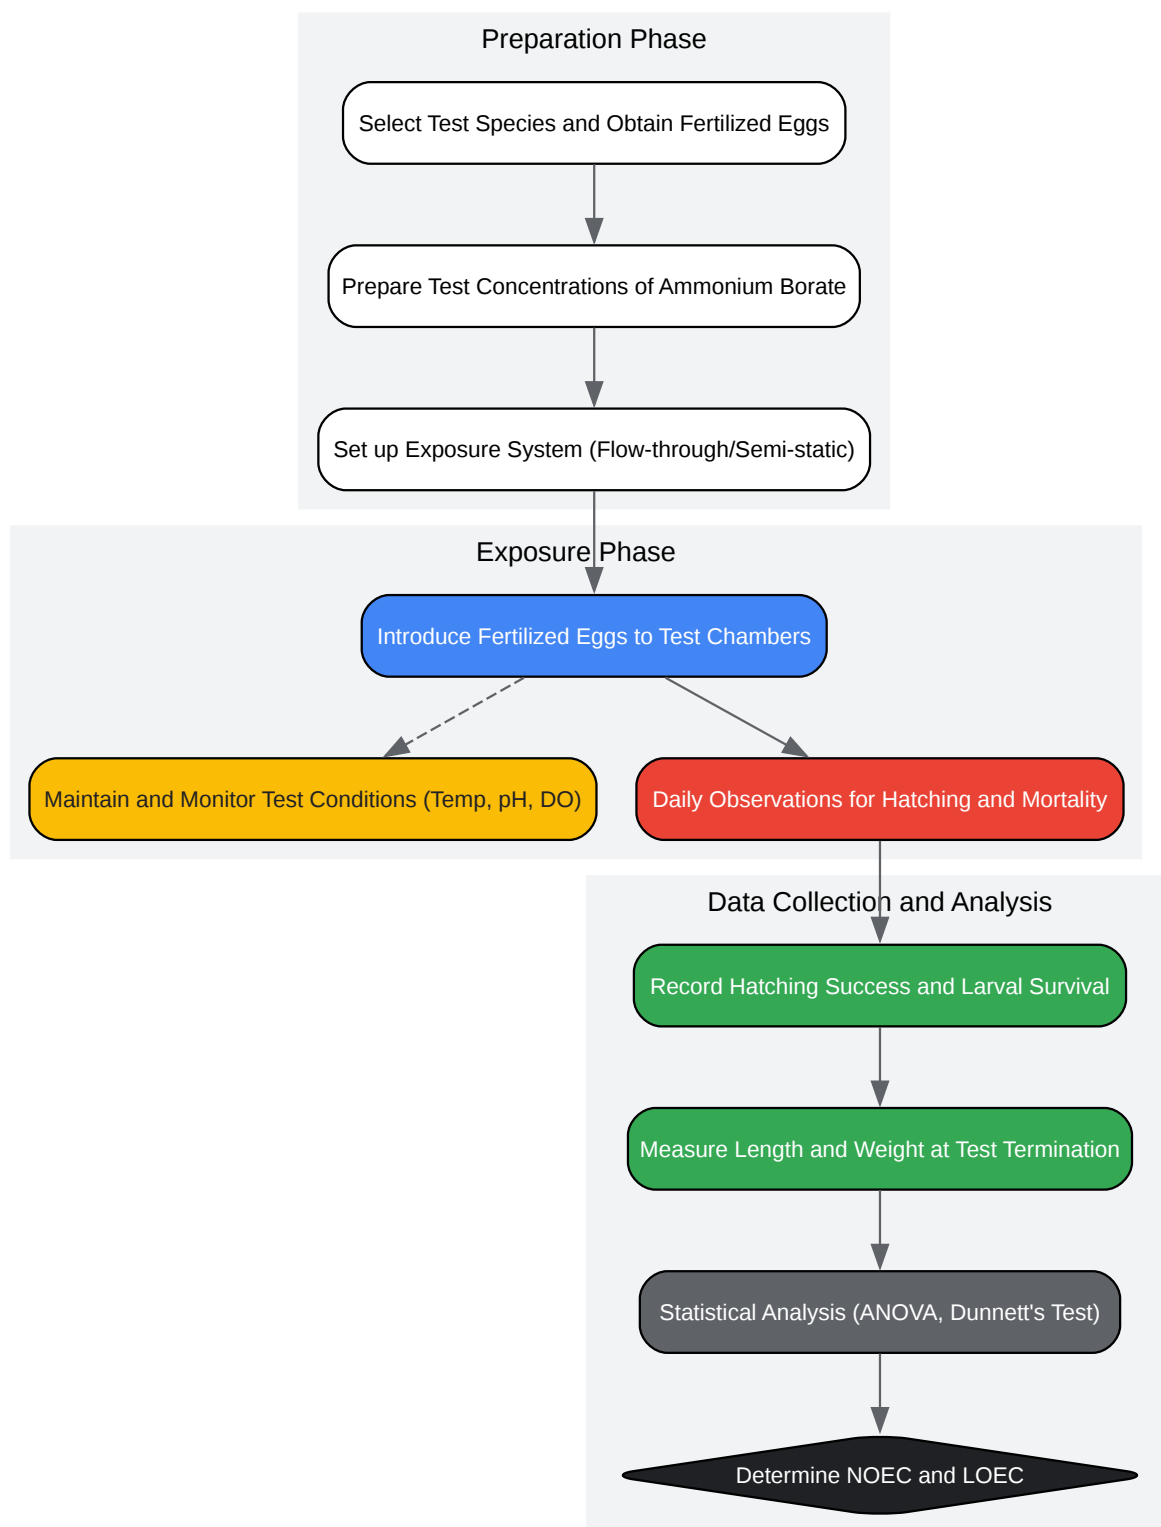 Preparation Phase
Select Test Species and Obtain Fertilized Eggs
Prepare Test Concentrations of Ammonium Borate
Set up Exposure System (Flow-through/Semi-static)
Exposure Phase
Introduce Fertilized Eggs to Test Chambers
Maintain and Monitor Test Conditions (Temp, pH, DO)
Daily Observations for Hatching and Mortality
Data Collection and Analysis
Record Hatching Success and Larval Survival
Measure Length and Weight at Test Termination
Statistical Analysis (ANOVA, Dunnett's Test)
Determine NOEC and LOEC